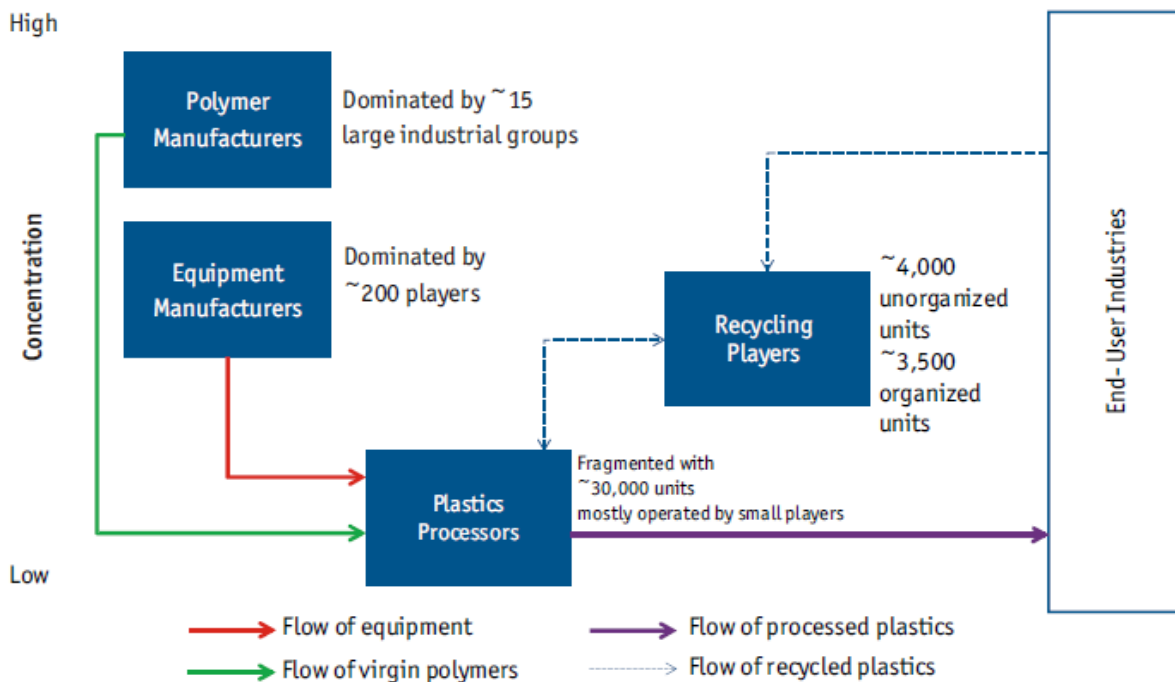 High
Polymer
Manufacturers
Dominated by ~ 15
large industrial groups
Concentration
Equipment
Manufacturers
Dominated by
~200 players
Recycling
Players
~4,000
unorganized
units
~3,500
organized
units
End- User Industries
Plastics
Processors
Fragmented with
~30,000 units
mostly operated by small players
Low
Flow of equipment
Flow of processed plastics
Flow of virgin polymers
Flow of recycled plastics